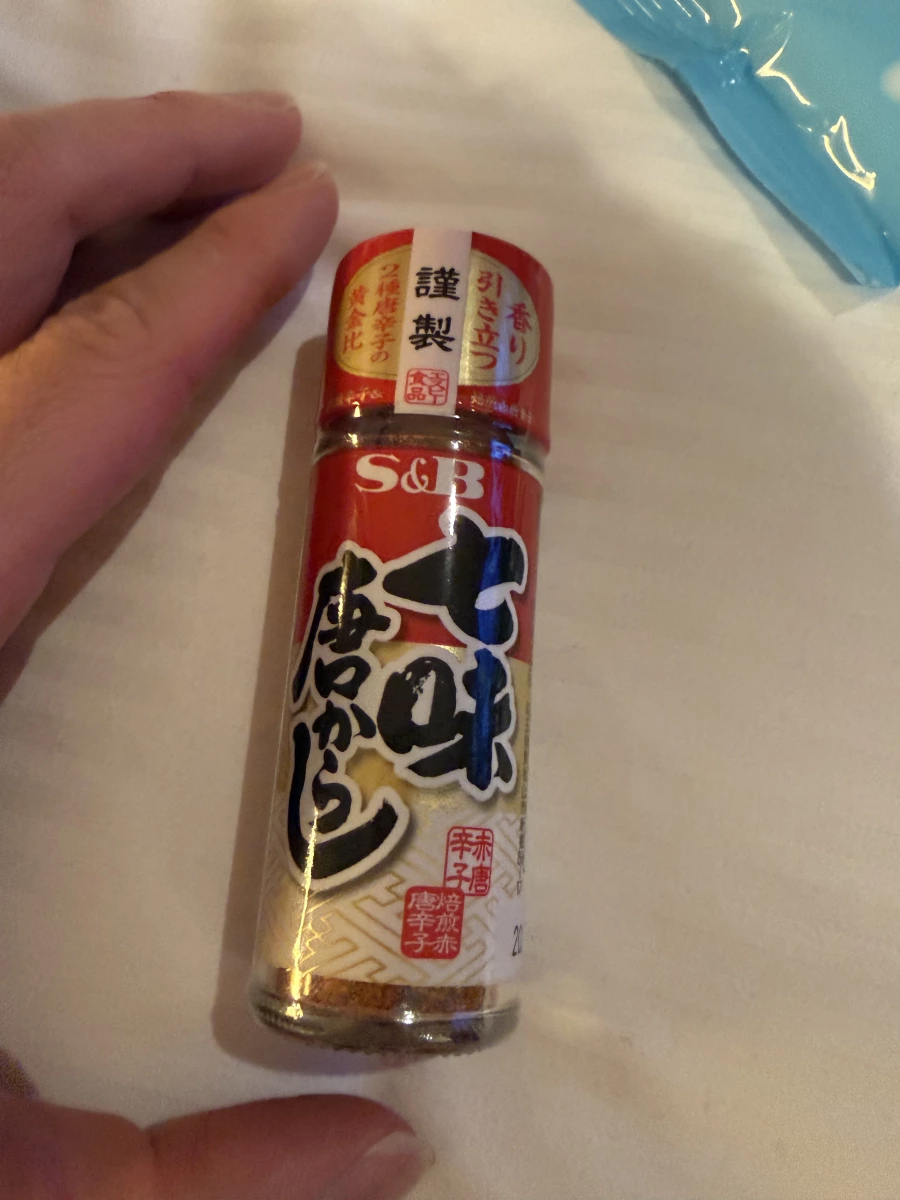 香り
引き立つ
謹製
2種唐辛子の
黄金比
エスビー
食品
S&B
七味
唐からし
赤唐
辛子
焙煎赤
唐辛子